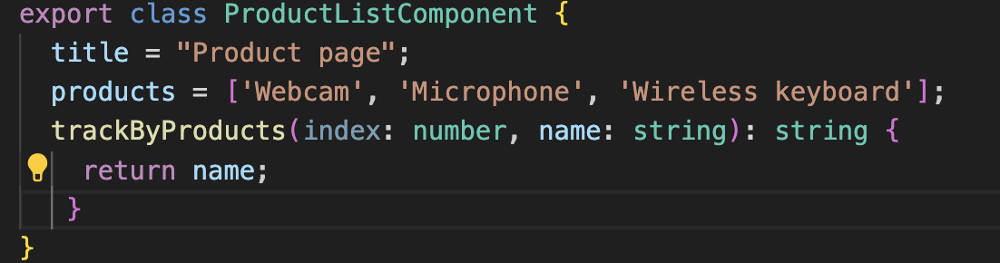 export class ProductListComponent {
title = "Product page";
products = ['Webcam', 'Microphone', 'Wireless keyboard'];
trackByProducts(index: number, name: string): string {
return name;
}
}